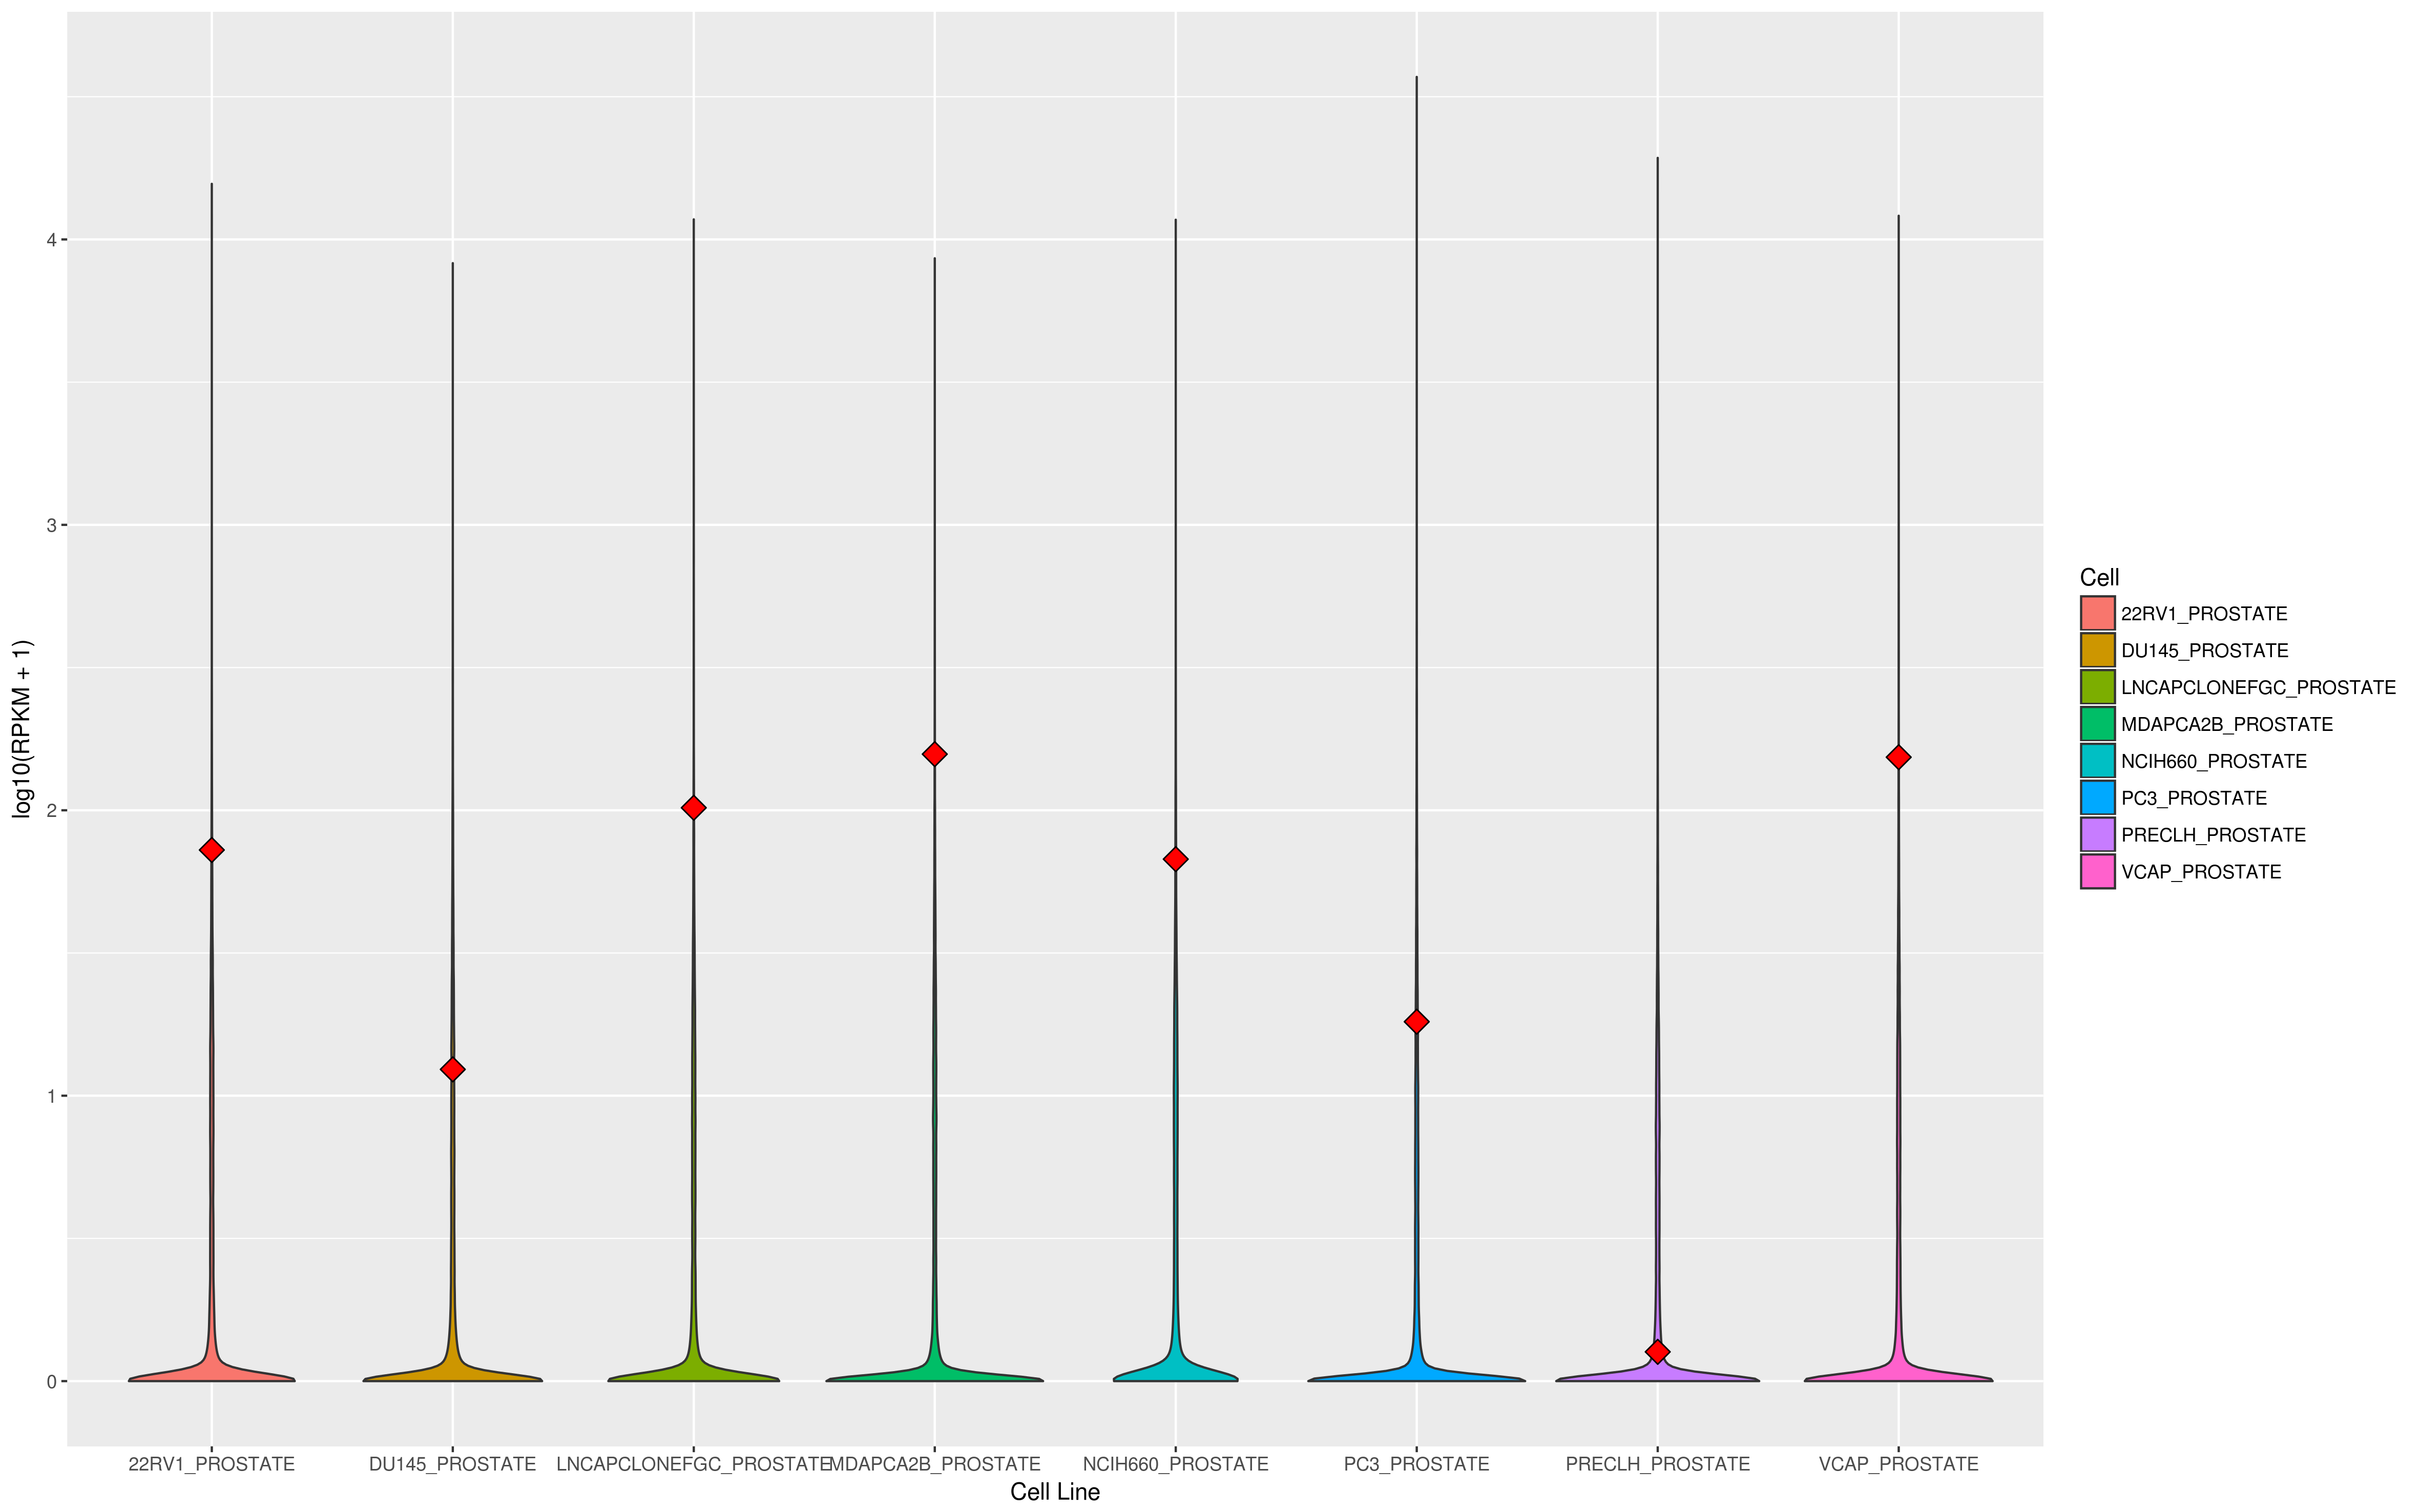 log10(RPKM + 1)
4
3
2
1
0
22RV1_PROSTATE
DU145_PROSTATE
LNCAPCLONEFGC_PROSTATE
MDAPCA2B_PROSTATE
NCIH660_PROSTATE
PC3_PROSTATE
PRECLH_PROSTATE
VCAP_PROSTATE
Cell Line
Cell
22RV1_PROSTATE
DU145_PROSTATE
LNCAPCLONEFGC_PROSTATE
MDAPCA2B_PROSTATE
NCIH660_PROSTATE
PC3_PROSTATE
PRECLH_PROSTATE
VCAP_PROSTATE